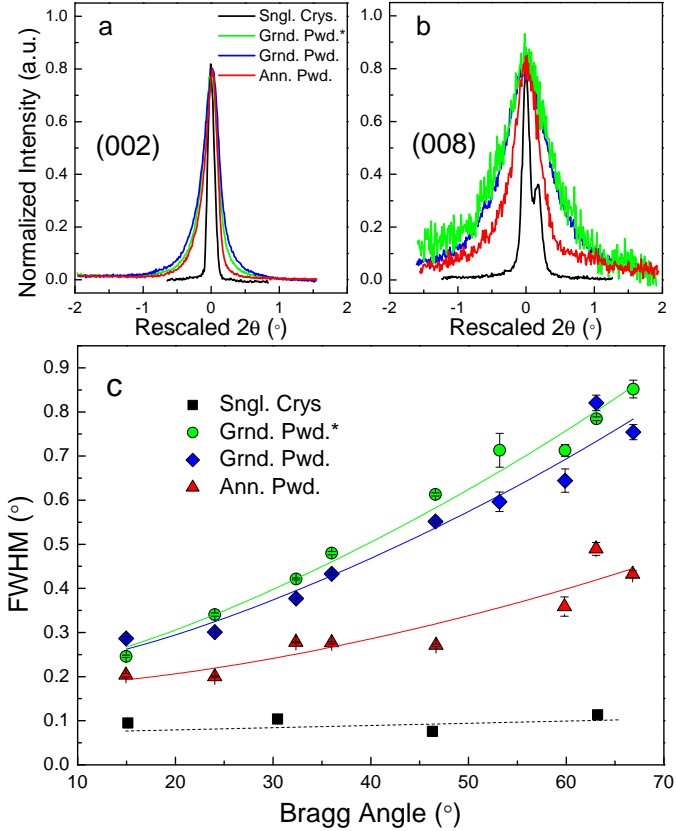 a
Sngl. Crys.
Grnd. Pwd.*
Grnd. Pwd.
Ann. Pwd.
(002)
Normalized Intensity (a.u.)
0.8
0.6
0.4
0.2
0.0
-2 -1 0 1 2
Rescaled 2θ (◦)
b
(008)
0.8
0.6
0.4
0.2
0.0
-2 -1 0 1 2
Rescaled 2θ (◦)
c
Sngl. Crys
Grnd. Pwd.*
Grnd. Pwd.
Ann. Pwd.
FWHM (°)
0.9
0.8
0.7
0.6
0.5
0.4
0.3
0.2
0.1
0.0
10 20 30 40 50 60 70
Bragg Angle (°)